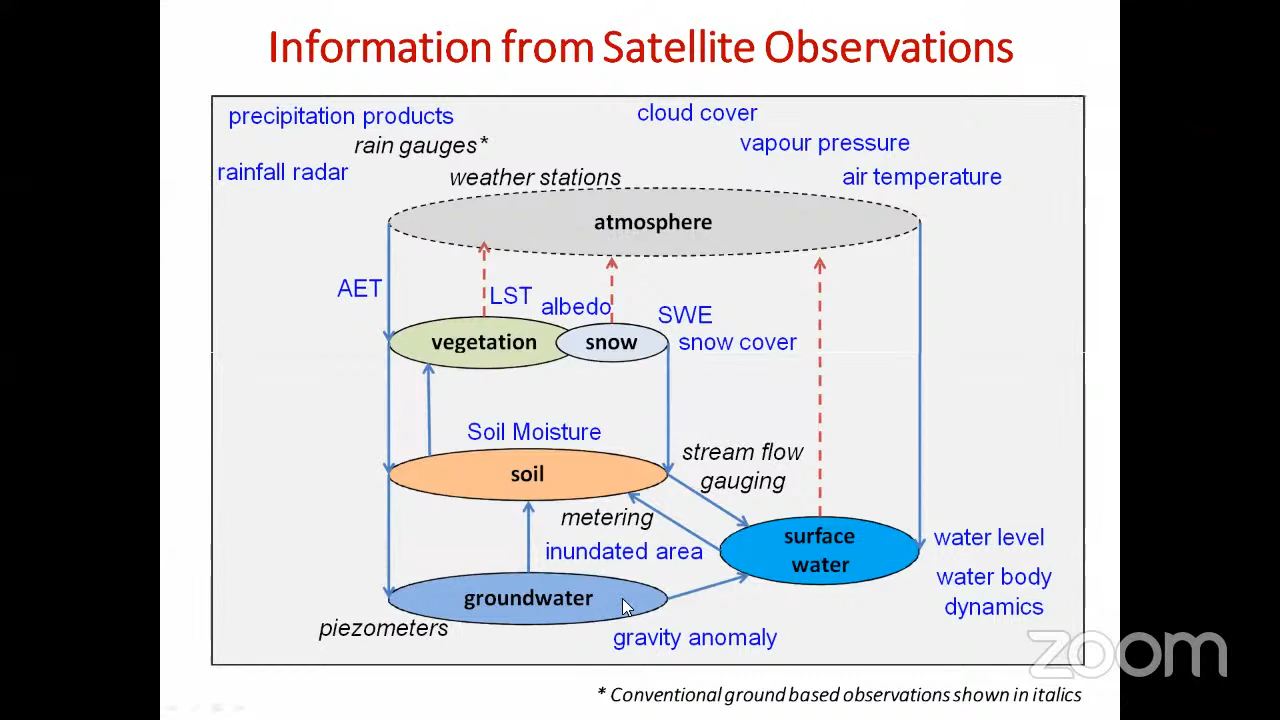 Information from Satellite Observations
precipitation products
cloud cover
rain gauges*
vapour pressure
rainfall radar
weather stations
air temperature
atmosphere
AET
LST
albedo
SWE
vegetation
snow
snow cover
Soil Moisture
stream flow
gauging
soil
metering
inundated area
surface
water
water level
water body
dynamics
groundwater
piezometers
gravity anomaly
zoom
* Conventional ground based observations shown in italics